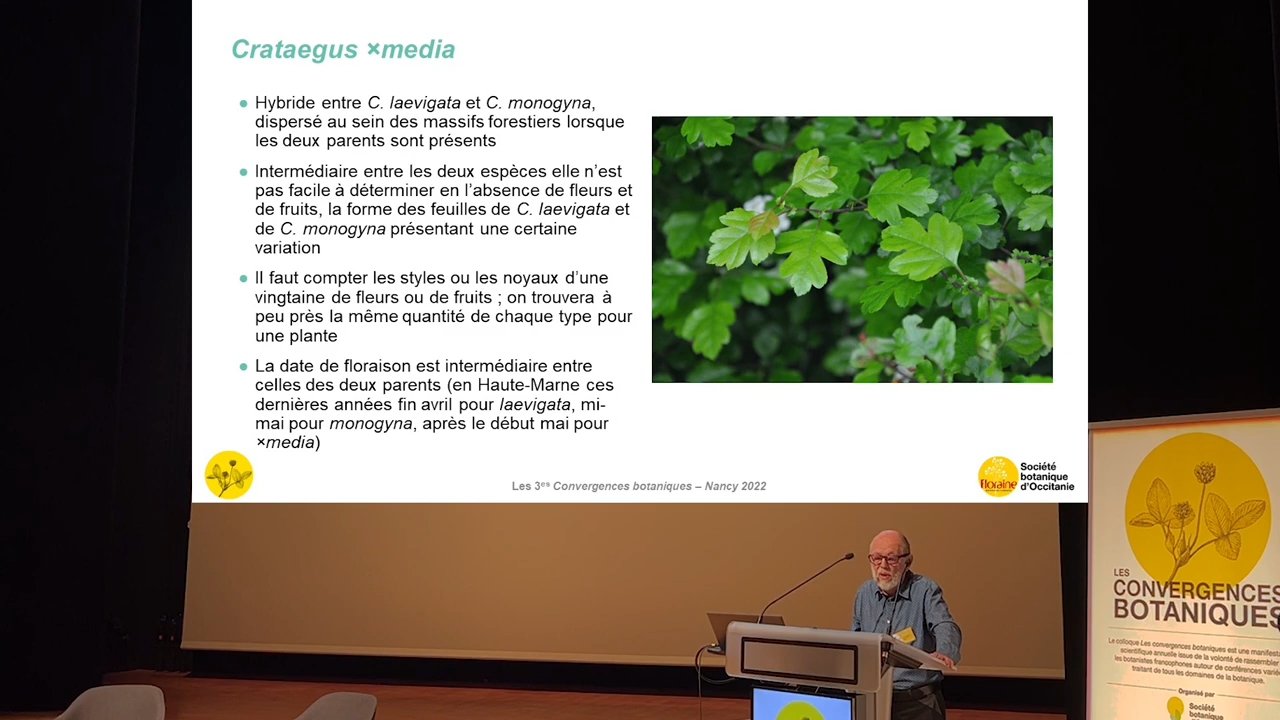 Crataegus ×media
• Hybride entre C. laevigata et C. monogyna,
dispersé au sein des massifs forestiers lorsque
les deux parents sont présents
• Intermédiaire entre les deux espèces elle n'est
pas facile à déterminer en l'absence de fleurs et
de fruits, la forme des feuilles de C. laevigata et
de C. monogyna présentant une certaine
variation
• Il faut compter les styles ou les noyaux d'une
vingtaine de fleurs ou de fruits ; on trouvera à
peu près la même quantité de chaque type pour
une plante
• La date de floraison est intermédiaire entre
celles des deux parents (en Haute-Marne ces
dernières années fin avril pour laevigata, mi-
mai pour monogyna, après le début mai pour
×media)
Les 3es Convergences botaniques – Nancy 2022
Floraine
Société
botanique
d'Occitanie
LES
CONVERGENCES
BOTANIQUES
Le colloque Les convergences botaniques est une
scientifique annuelle issue de la volonté de
les botanistes francophones autour de conférences
traitant de tous les domaines de la botanique.
Organisé par
Société
botanique